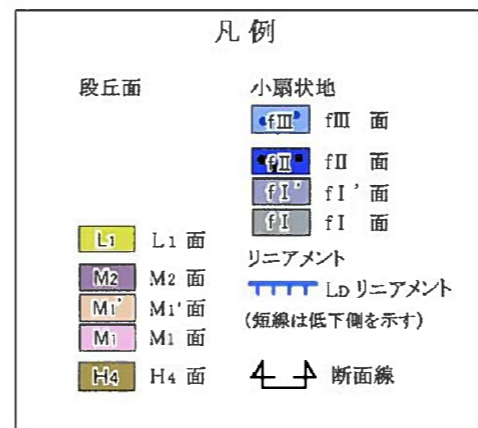 凡例
段丘面
L1 L1 面
M2 M2 面
M1' M1'面
M1 M1 面
H4 H4 面
小扇状地
fⅢ fⅢ 面
fⅡ fⅡ 面
fⅠ' fⅠ'面
fⅠ fⅠ 面
リニアメント
LD リニアメント
(短線は低下側を示す)
断面線